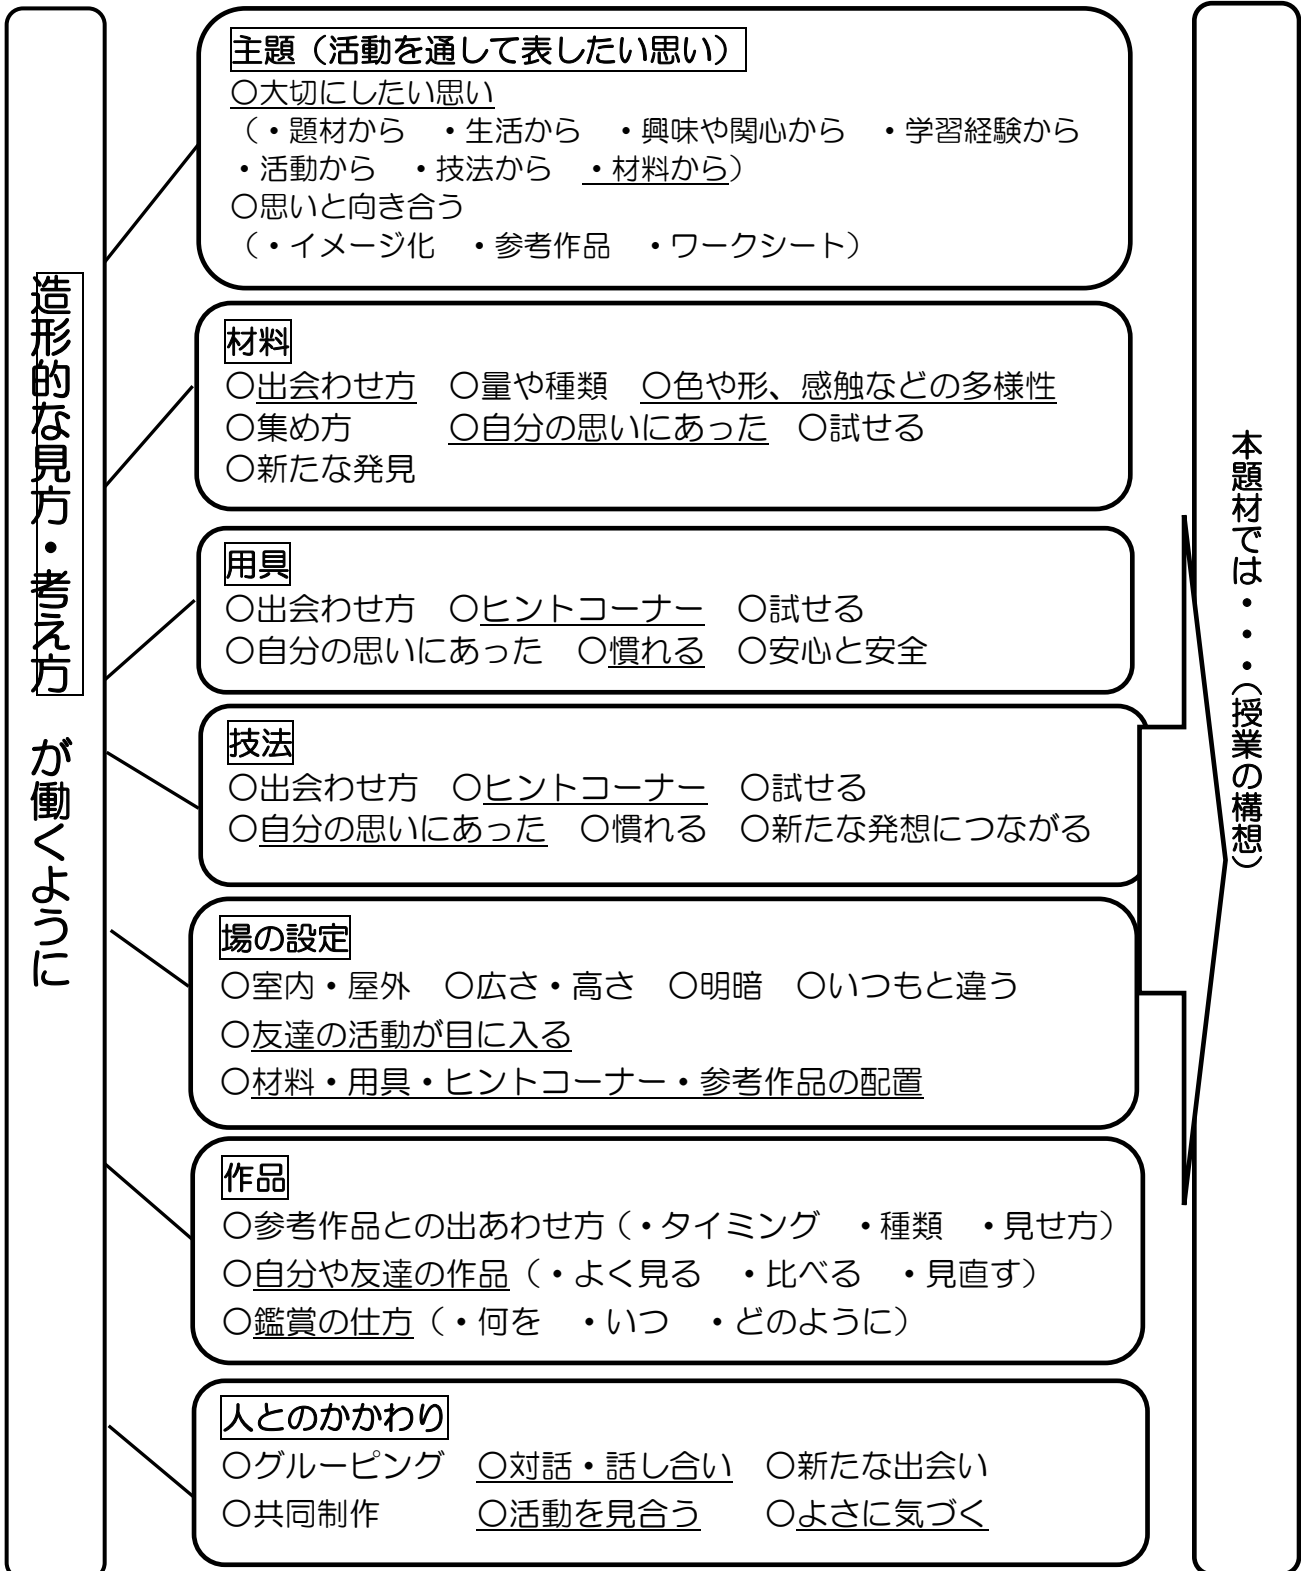 造形的な見方・考え方 が働くように
主題（活動を通して表したい思い）
○大切にしたい思い
（・題材から ・生活から ・興味や関心から ・学習経験から
・活動から ・技法から ・材料から）
○思いと向き合う
（・イメージ化 ・参考作品 ・ワークシート）
材料
○出会わせ方 ○量や種類 ○色や形、感触などの多様性
○集め方 ○自分の思いにあった ○試せる
○新たな発見
用具
○出会わせ方 ○ヒントコーナー ○試せる
○自分の思いにあった ○慣れる ○安心と安全
技法
○出会わせ方 ○ヒントコーナー ○試せる
○自分の思いにあった ○慣れる ○新たな発想につながる
場の設定
○室内・屋外 ○広さ・高さ ○明暗 ○いつもと違う
○友達の活動が目に入る
○材料・用具・ヒントコーナー・参考作品の配置
作品
○参考作品との出あわせ方（・タイミング ・種類 ・見せ方）
○自分や友達の作品（・よく見る ・比べる ・見直す）
○鑑賞の仕方（・何を ・いつ ・どのように）
人とのかかわり
○グルーピング ○対話・話し合い ○新たな出会い
○共同制作 ○活動を見合う ○よさに気づく
本題材では・・・（授業の構想）